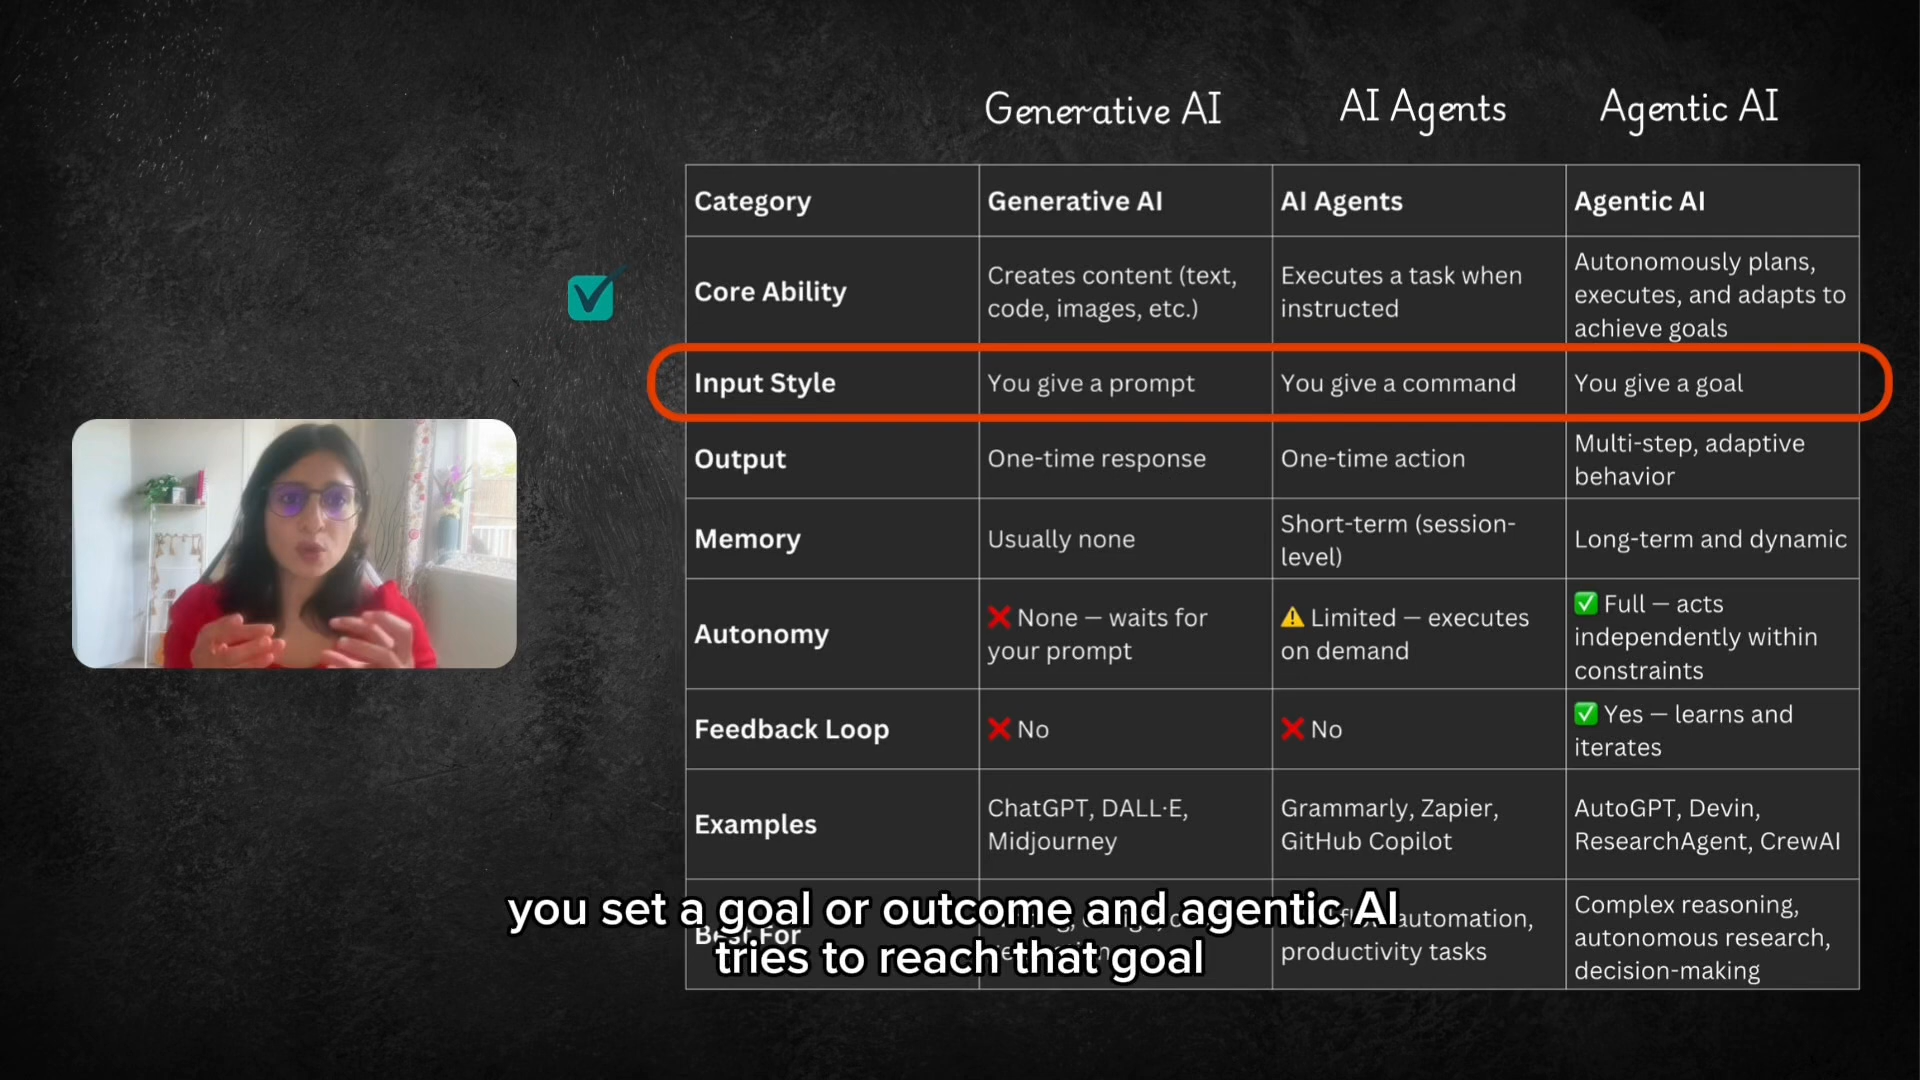 Generative AI
AI Agents
Agentic AI
Category
Generative AI
AI Agents
Agentic AI
Core Ability
Creates content (text,
code, images, etc.)
Executes a task when
instructed
Autonomously plans,
executes, and adapts to
achieve goals
Input Style
You give a prompt
You give a command
You give a goal
Output
One-time response
One-time action
Multi-step, adaptive
behavior
Memory
Usually none
Short-term (session-
level)
Long-term and dynamic
Autonomy
❌ None — waits for
your prompt
⚠️ Limited — executes
on demand
✅ Full — acts
independently within
constraints
Feedback Loop
❌ No
❌ No
✅ Yes — learns and
iterates
Examples
ChatGPT, DALL·E,
Midjourney
Grammarly, Zapier,
GitHub Copilot
AutoGPT, Devin,
ResearchAgent, CrewAI
Best For
automation,
productivity tasks
Complex reasoning,
autonomous research,
decision-making
you set a goal or outcome and agentic AI
tries to reach that goal